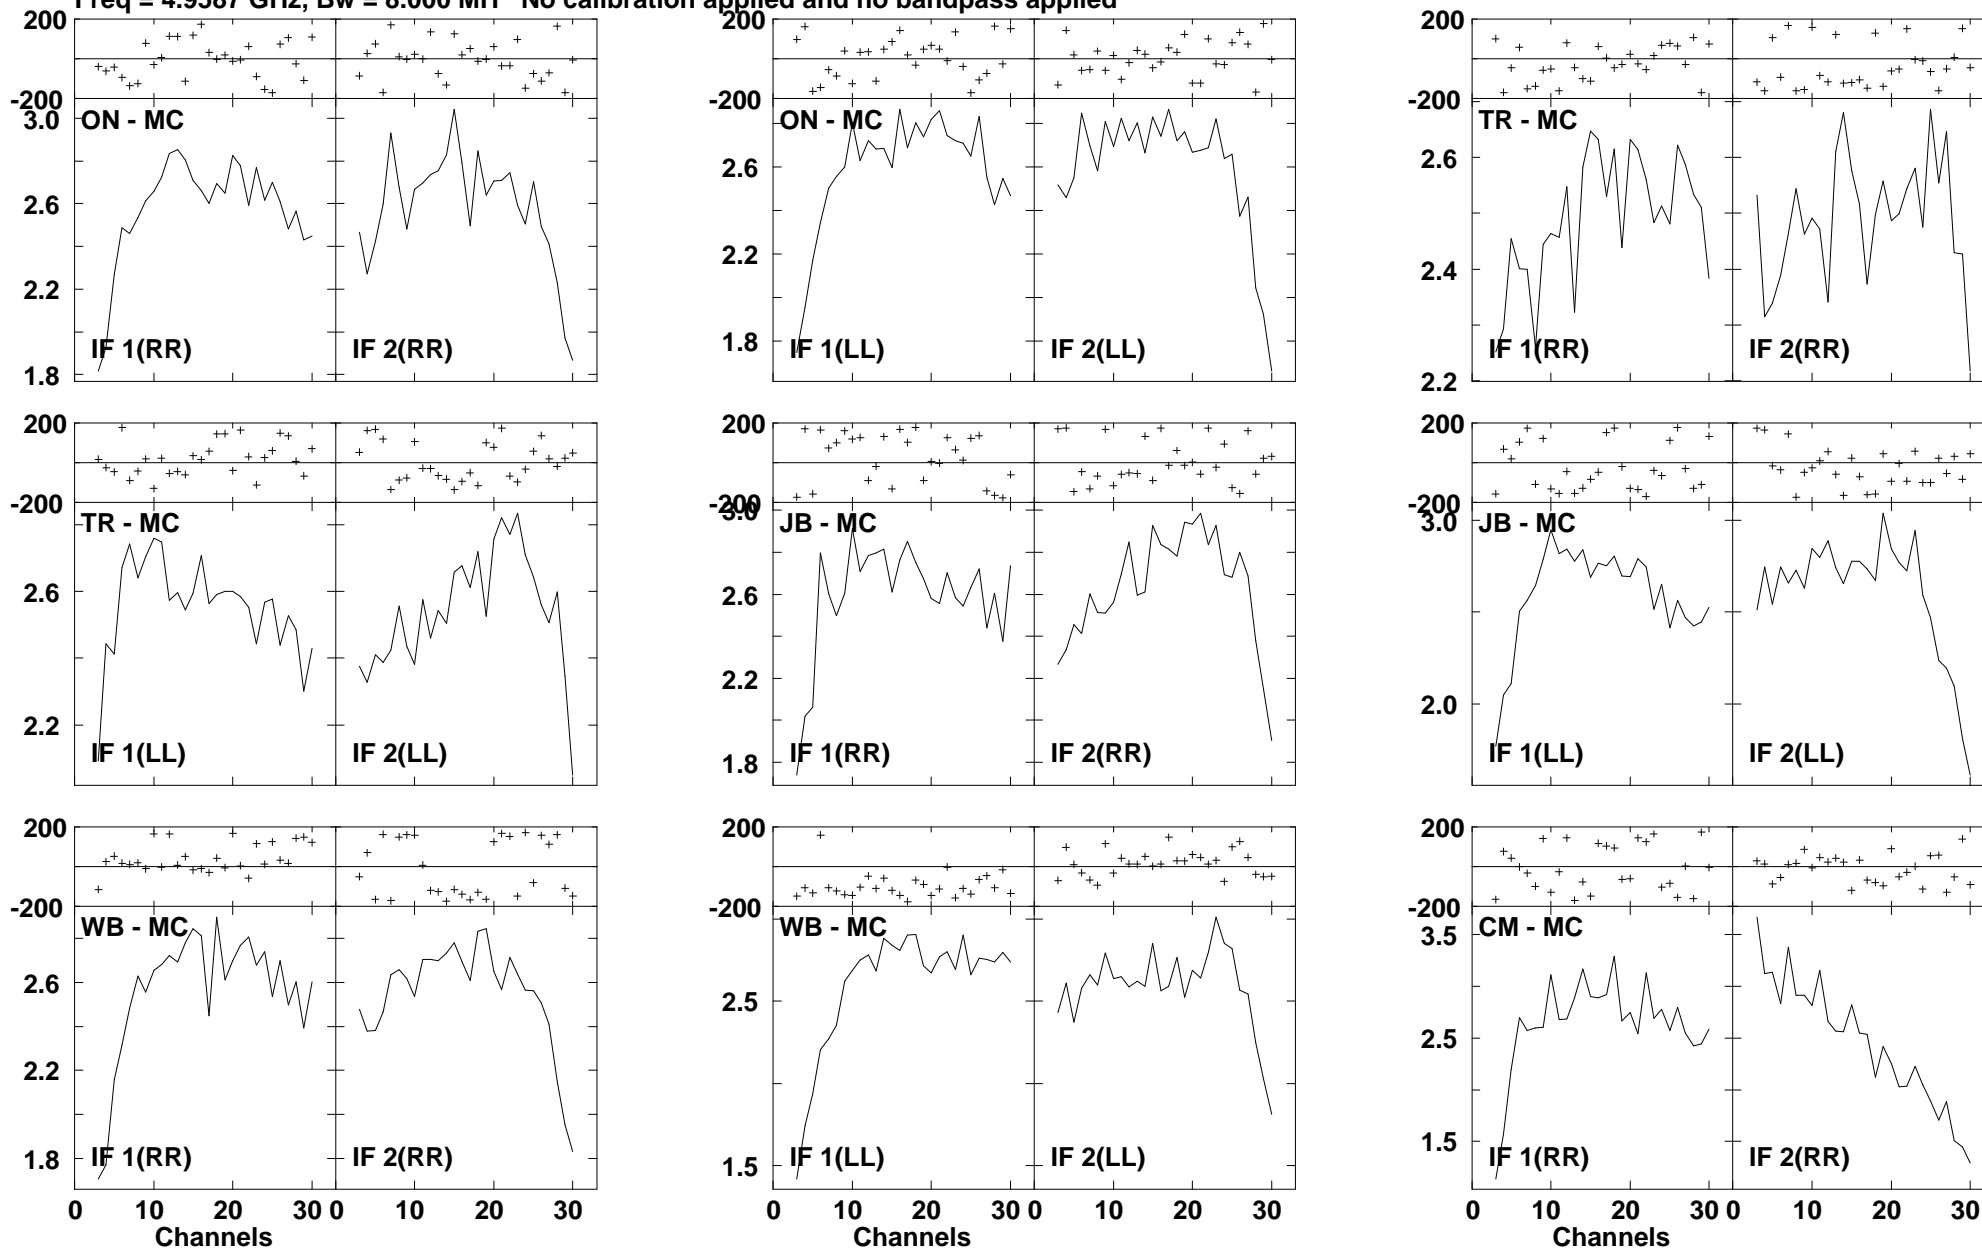 Freq = 4.9587 GHz, Bw = 8.000 MH No calibration applied and no bandpass applied
200
-200
3.0
2.6
2.2
1.8
ON - MC
IF 1(RR)
IF 2(RR)
200
-200
2.6
2.2
1.8
ON - MC
IF 1(LL)
IF 2(LL)
200
-200
2.6
2.4
2.2
TR - MC
IF 1(RR)
IF 2(RR)
200
-200
2.6
2.2
TR - MC
IF 1(LL)
IF 2(LL)
200
-200
3.0
2.6
2.2
1.8
JB - MC
IF 1(RR)
IF 2(RR)
200
-200
3.0
2.0
JB - MC
IF 1(LL)
IF 2(LL)
200
-200
2.6
2.2
1.8
WB - MC
IF 1(RR)
IF 2(RR)
0 10 20 30 0 10 20 30
Channels
200
-200
2.5
1.5
WB - MC
IF 1(LL)
IF 2(LL)
0 10 20 30 0 10 20 30
Channels
200
-200
3.5
2.5
1.5
CM - MC
IF 1(RR)
IF 2(RR)
0 10 20 30 0 10 20 30
Channels